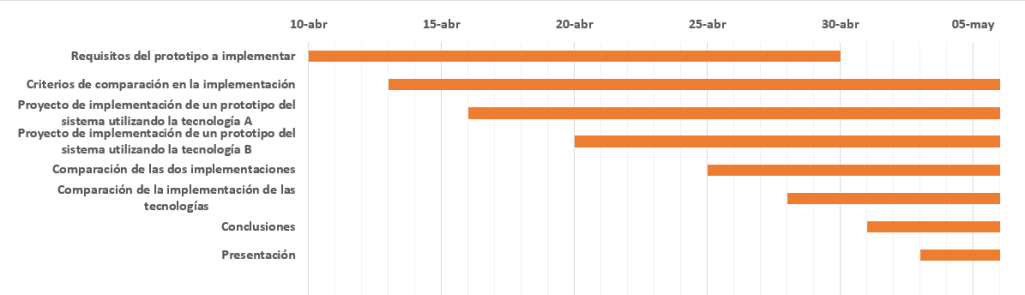 10-abr 15-abr 20-abr 25-abr 30-abr 05-may
Requisitos del prototipo a implementar
Criterios de comparación en la implementación
Proyecto de implementación de un prototipo del
sistema utilizando la tecnología A
Proyecto de implementación de un prototipo del
sistema utilizando la tecnología B
Comparación de las dos implementaciones
Comparación de la implementación de las
tecnologías
Conclusiones
Presentación